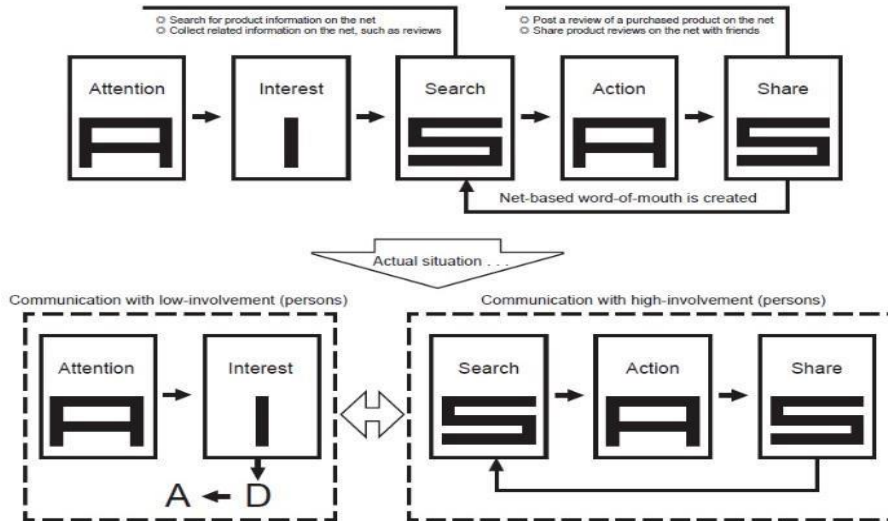 ◎ Search for product information on the net
◎ Collect related information on the net, such as reviews
◎ Post a review of a purchased product on the net
◎ Share product reviews on the net with friends
Attention
A
Interest
I
Search
S
Action
A
Share
S
Net-based word-of-mouth is created
Actual situation . . .
Communication with low-involvement (persons)
Attention
A
Interest
I
A D
Communication with high-involvement (persons)
Search
S
Action
A
Share
S